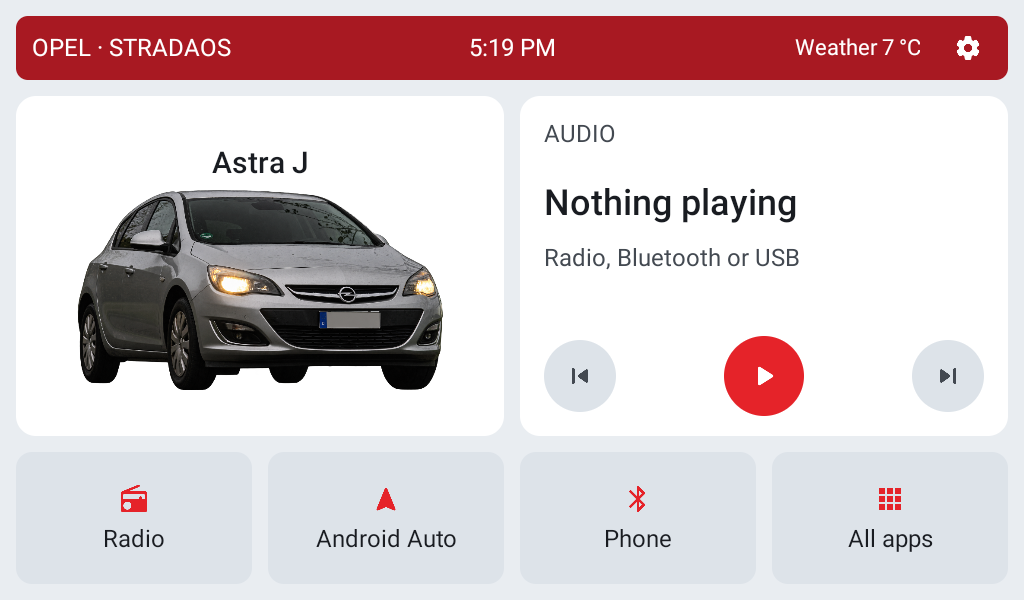 OPEL · STRADAOS
5:19 PM
Weather 7 °C
Astra J
AUDIO
Nothing playing
Radio, Bluetooth or USB
Radio
Android Auto
Phone
All apps